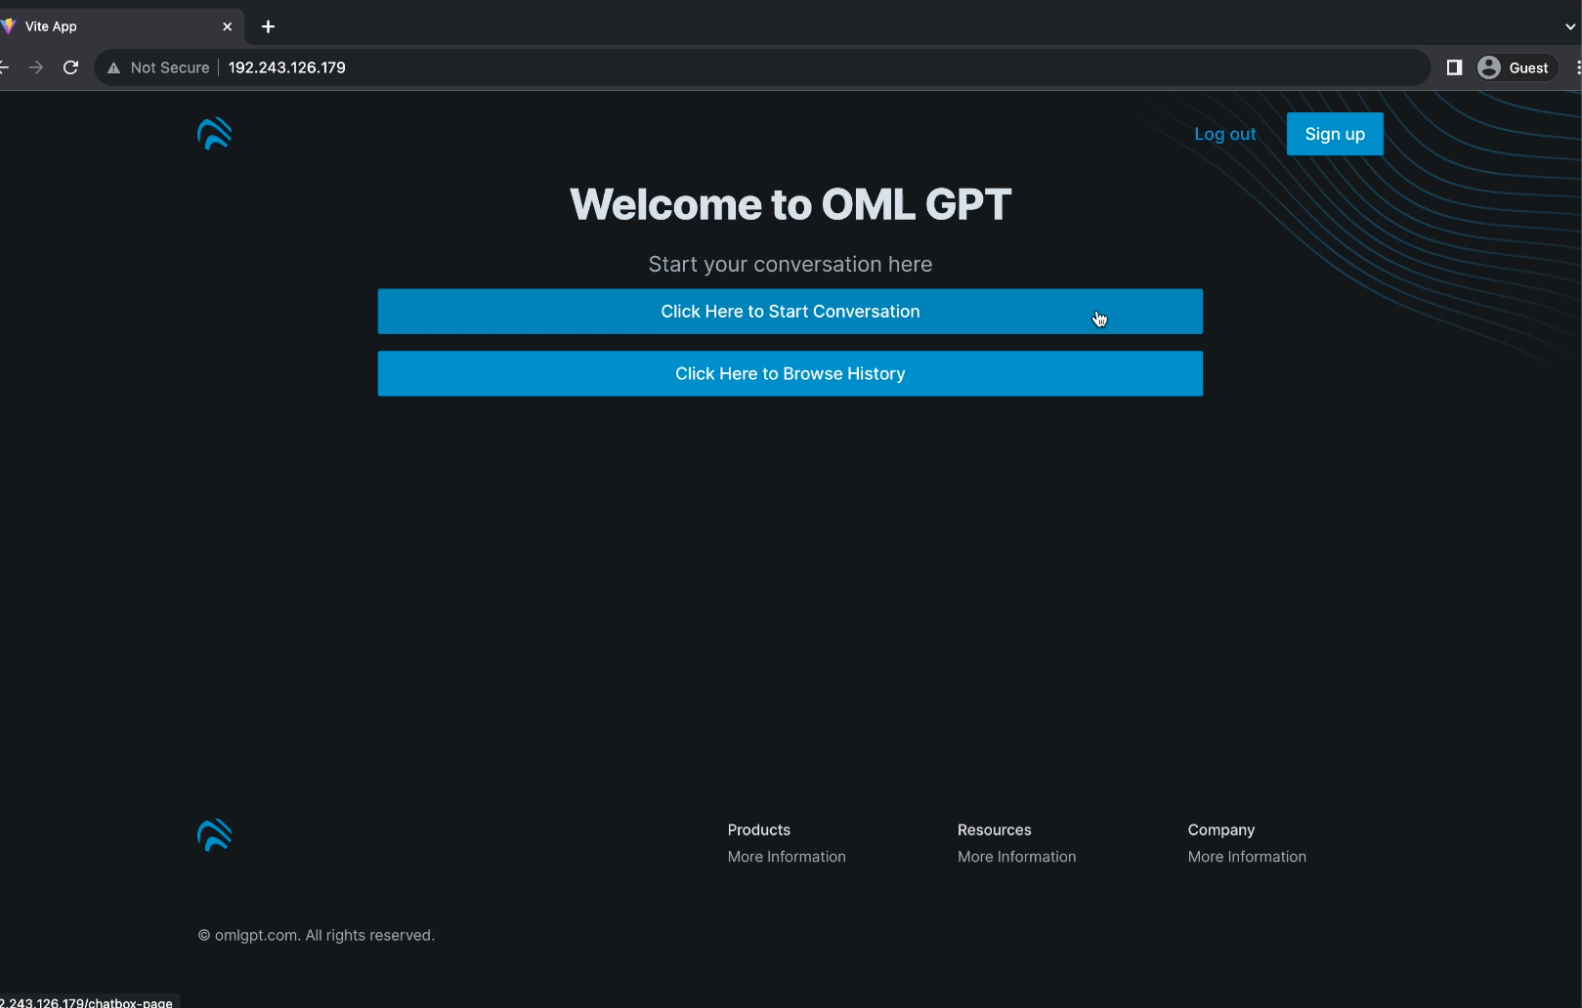 Vite App
Not Secure 192.243.126.179
Guest
Log out
Sign up
Welcome to OML GPT
Start your conversation here
Click Here to Start Conversation
Click Here to Browse History
Products
Resources
Company
More Information
More Information
More Information
© omlgpt.com. All rights reserved.
2.243.126.179/chatbox-page